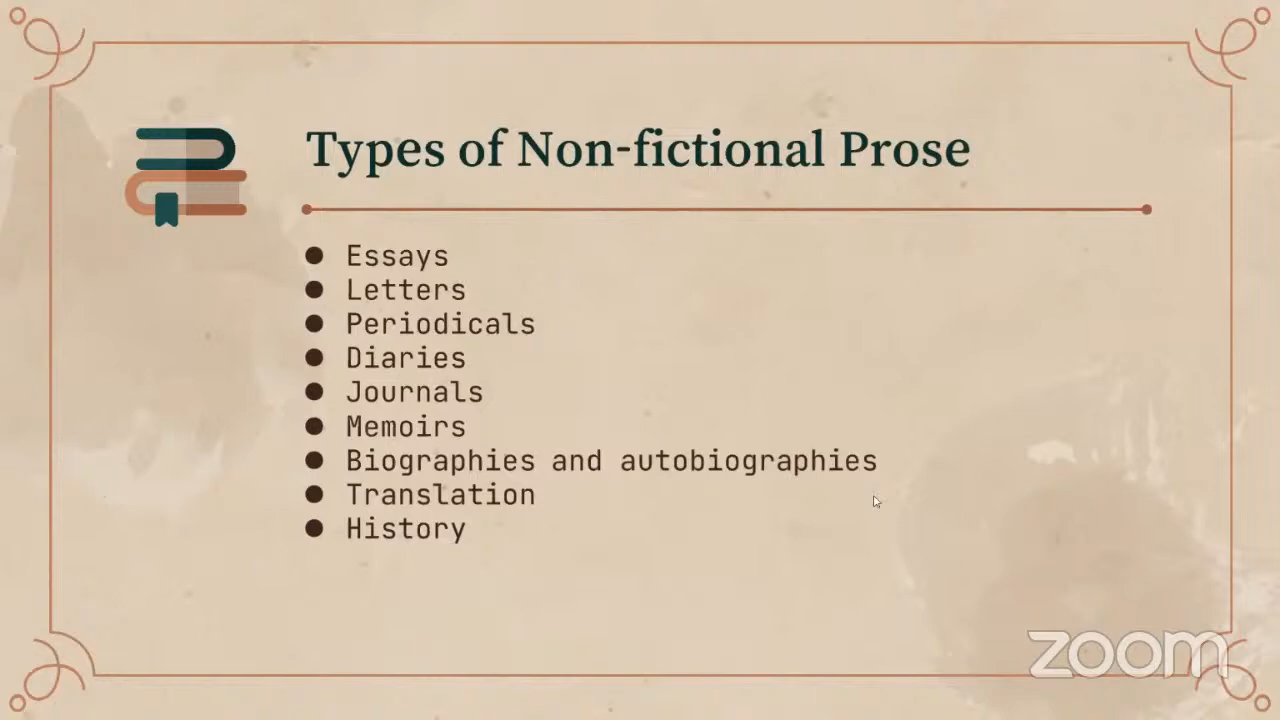 Types of Non-fictional Prose
● Essays
● Letters
● Periodicals
● Diaries
● Journals
● Memoirs
● Biographies and autobiographies
● Translation
● History
zoom